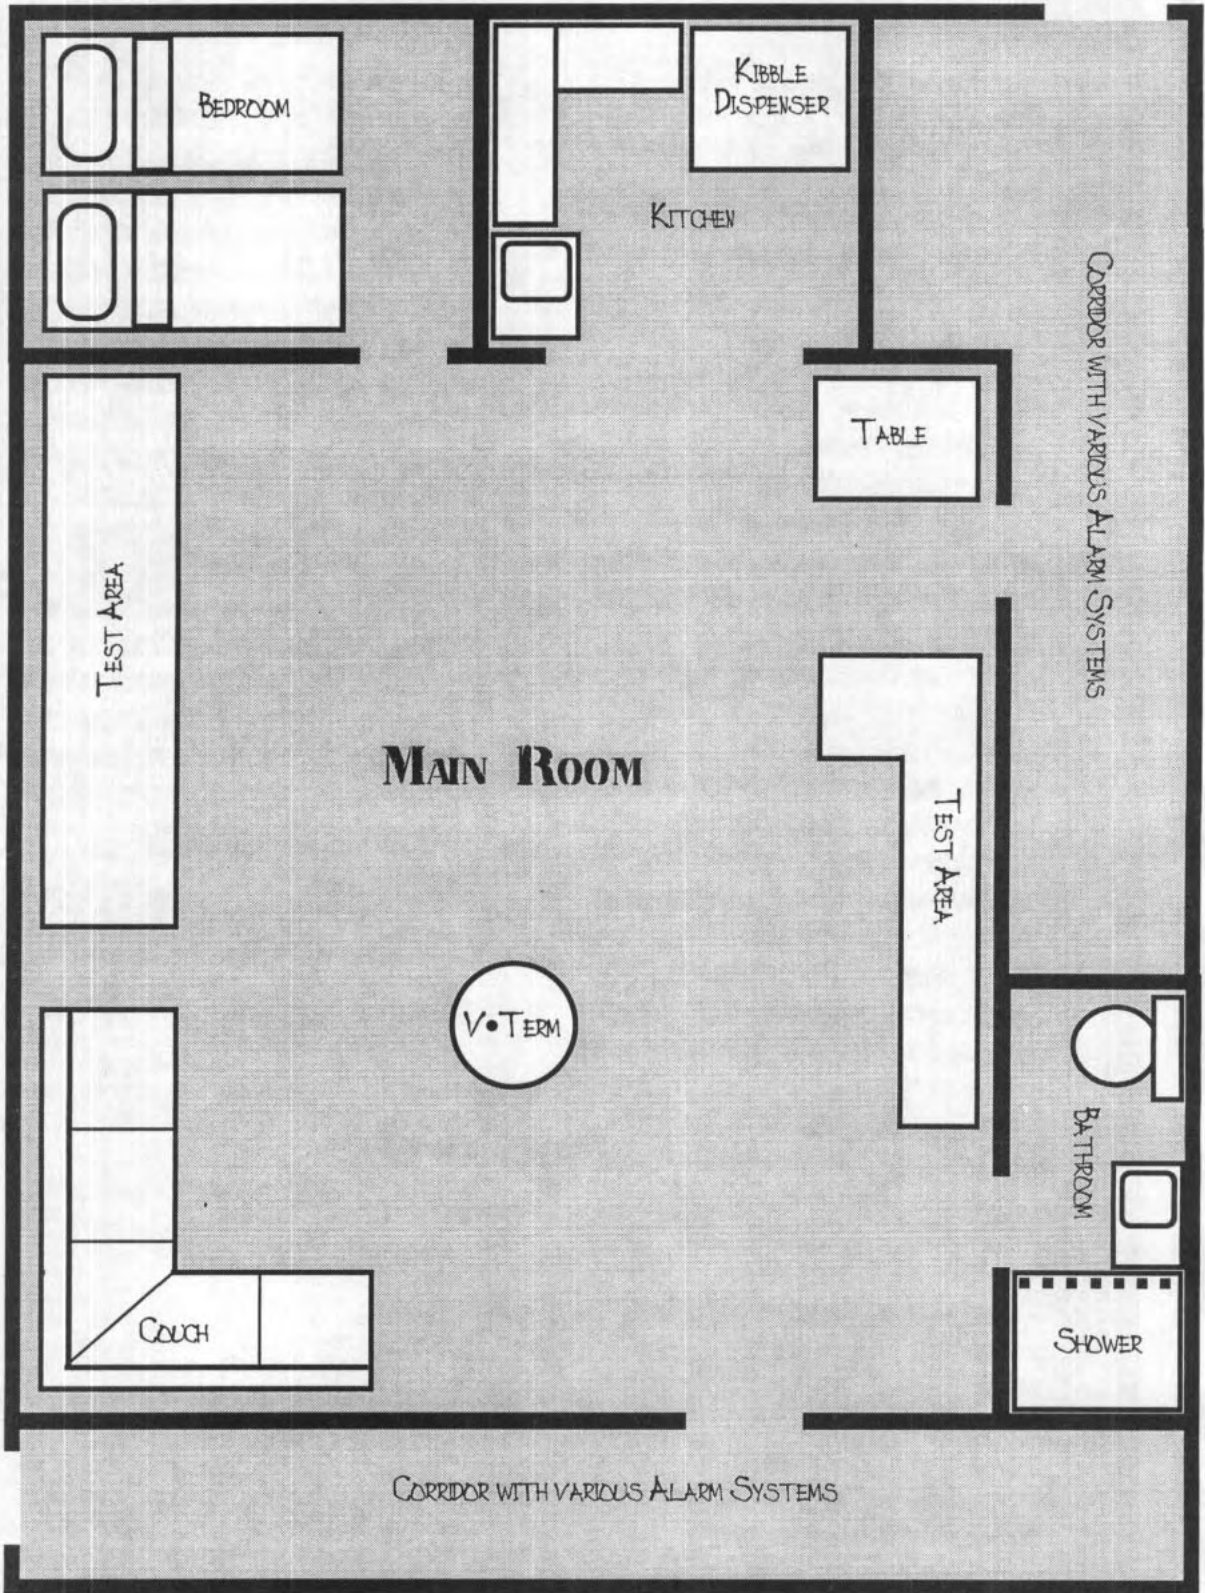 Bedroom
Kibble
Dispenser
Kitchen
Corridor with various Alarm Systems
Table
Test Area
Main Room
Test Area
V•Term
Bathroom
Couch
Shower
Corridor with various Alarm Systems